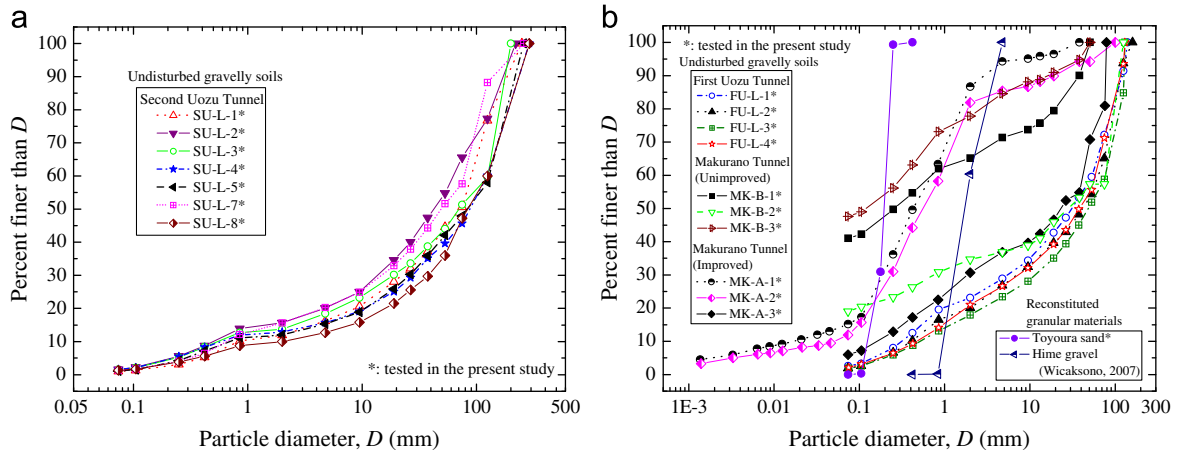 a
Percent finer than D
100
90
80
70
60
50
40
30
20
10
0
0.05
0.1
1
10
100
500
Particle diameter, D (mm)
Undisturbed gravelly soils
Second Uozu Tunnel
SU-L-1*
SU-L-2*
SU-L-3*
SU-L-4*
SU-L-5*
SU-L-7*
SU-L-8*
*: tested in the present study
b
Percent finer than D
100
90
80
70
60
50
40
30
20
10
0
1E-3
0.01
0.1
1
10
100
300
Particle diameter, D (mm)
*: tested in the present study
Undisturbed gravelly soils
First Uozu Tunnel
FU-L-1*
FU-L-2*
FU-L-3*
FU-L-4*
Makurano Tunnel
(Unimproved)
MK-B-1*
MK-B-2*
MK-B-3*
Makurano Tunnel
(Improved)
MK-A-1*
MK-A-2*
MK-A-3*
Reconstituted
granular materials
Toyoura sand*
Hime gravel
(Wicaksono, 2007)